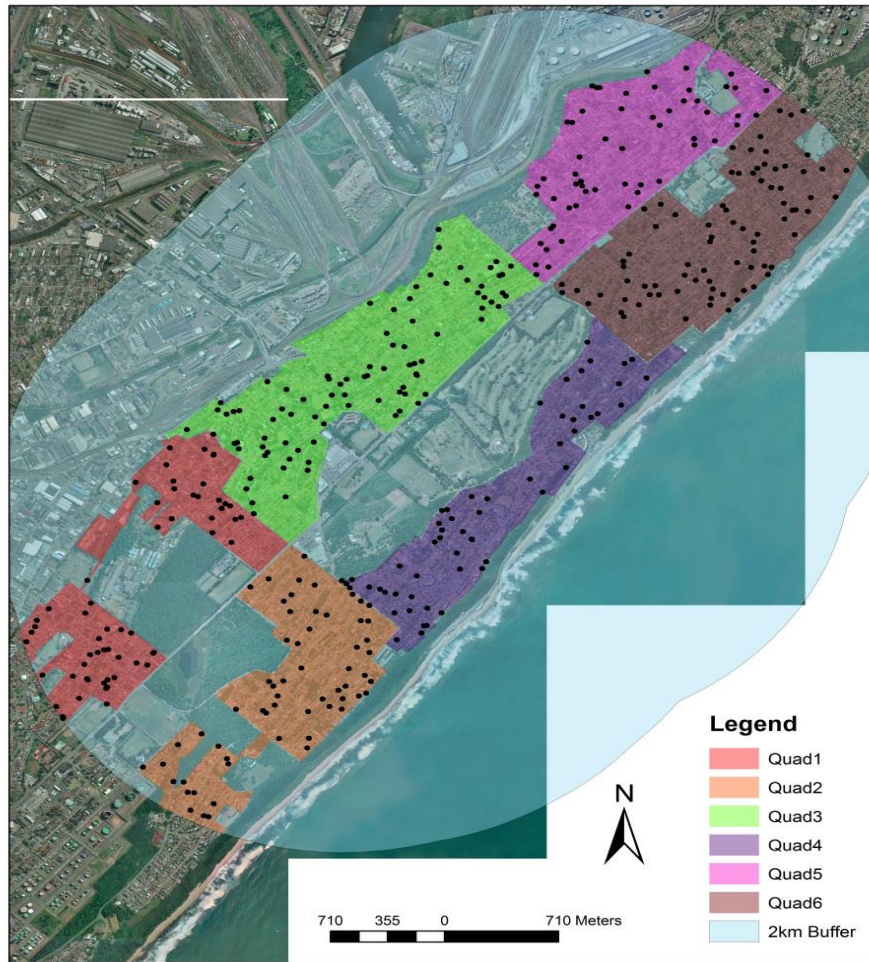 Legend
Quad1
Quad2
Quad3
Quad4
Quad5
Quad6
2km Buffer
N
710 355 0 710 Meters